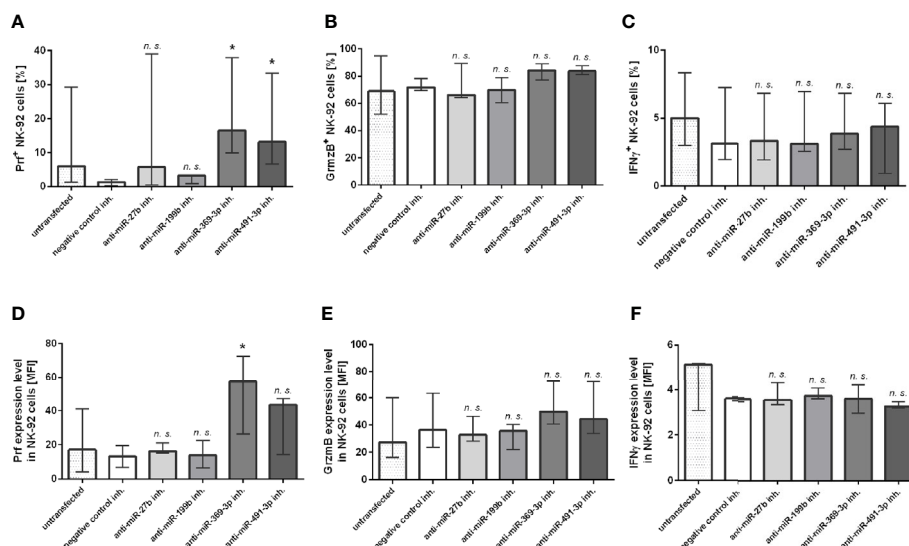 A
Prf+ NK-92 cells [%]
40
30
20
10
0
n. s.
n. s.
*
*
untransfected
negative control inh.
anti-miR-27b inh.
anti-miR-199b inh.
anti-miR-369-3p inh.
anti-miR-491-3p inh.
B
GrmzB+ NK-92 cells [%]
100
80
60
40
20
0
n. s.
n. s.
n. s.
n. s.
untransfected
negative control inh.
anti-miR-27b inh.
anti-miR-199b inh.
anti-miR-369-3p inh.
anti-miR-491-3p inh.
C
IFNγ+ NK-92 cells [%]
10
5
0
n. s.
n. s.
n. s.
n. s.
untransfected
negative control inh.
anti-miR-27b inh.
anti-miR-199b inh.
anti-miR-369-3p inh.
anti-miR-491-3p inh.
D
Prf expression level
in NK-92 cells [MFI]
80
60
40
20
0
n. s.
n. s.
*
n. s.
untransfected
negative control inh.
anti-miR-27b inh.
anti-miR-199b inh.
anti-miR-369-3p inh.
anti-miR-491-3p inh.
E
GrzmB expression level
in NK-92 cells [MFI]
100
80
60
40
20
0
n. s.
n. s.
n. s.
n. s.
untransfected
negative control inh.
anti-miR-27b inh.
anti-miR-199b inh.
anti-miR-369-3p inh.
anti-miR-491-3p inh.
F
IFNγ expression level
in NK-92 cells [MFI]
6
4
2
0
n. s.
n. s.
n. s.
n. s.
untransfected
negative control inh.
anti-miR-27b inh.
anti-miR-199b inh.
anti-miR-369-3p inh.
anti-miR-491-3p inh.